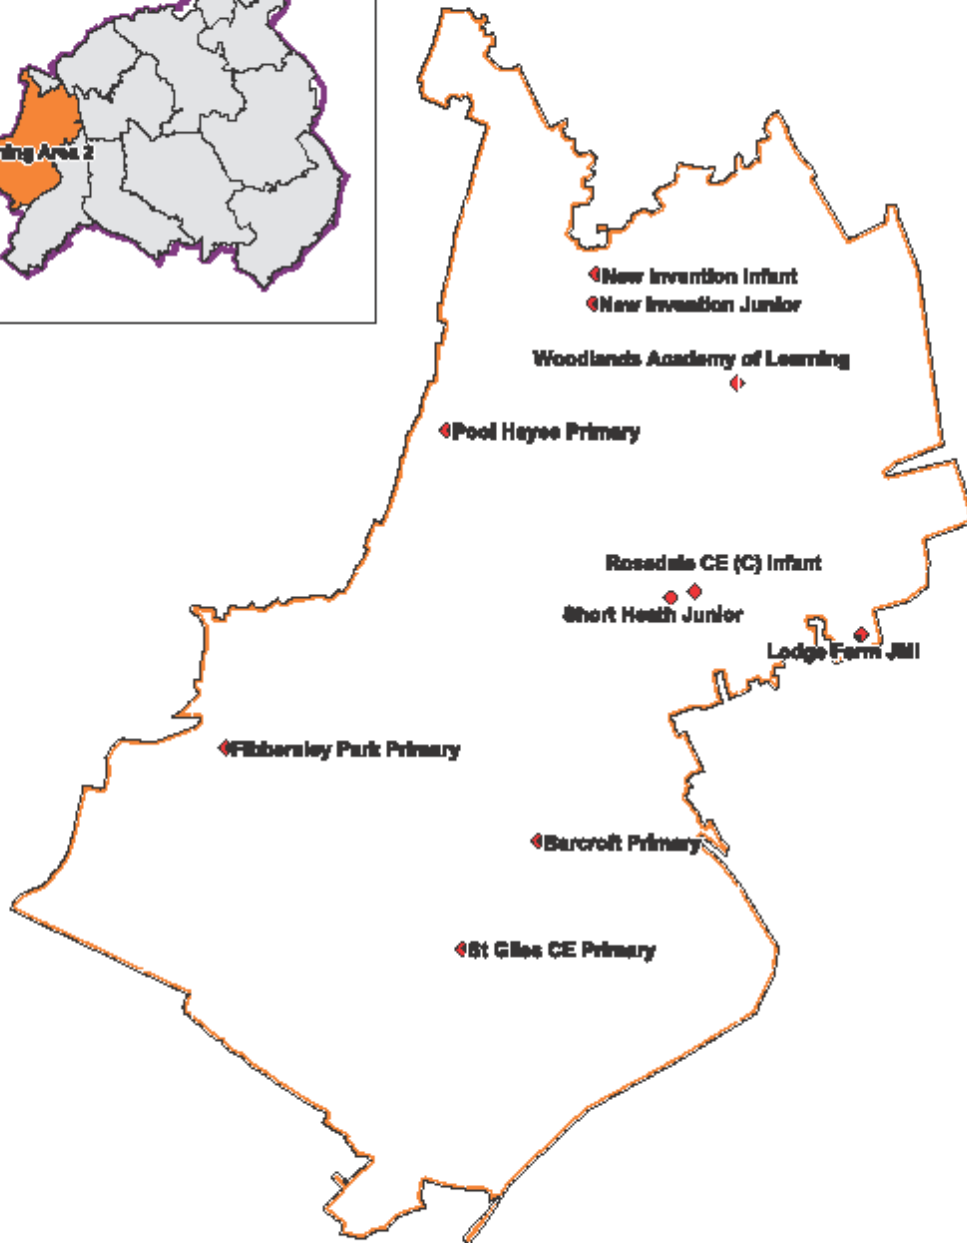 ning Area 2
New Invention Infant
New Invention Junior
Woodlands Academy of Learning
Pool Hayes Primary
Rosedale CE (C) Infant
Short Heath Junior
Lodge Farm JMI
Fibbersley Park Primary
Barcroft Primary
St Giles CE Primary